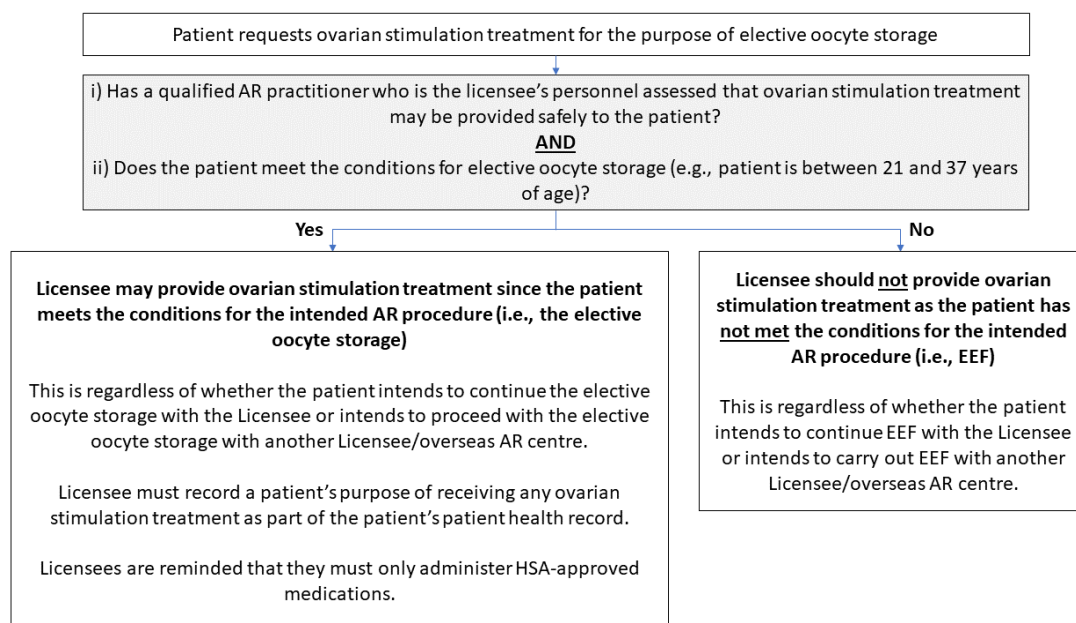 Patient requests ovarian stimulation treatment for the purpose of elective oocyte storage
i) Has a qualified AR practitioner who is the licensee's personnel assessed that ovarian stimulation treatment
may be provided safely to the patient?
AND
ii) Does the patient meet the conditions for elective oocyte storage (e.g., patient is between 21 and 37 years
of age)?
Yes
No
Licensee may provide ovarian stimulation treatment since the patient
meets the conditions for the intended AR procedure (i.e., the elective
oocyte storage)
This is regardless of whether the patient intends to continue the elective
oocyte storage with the Licensee or intends to proceed with the elective
oocyte storage with another Licensee/overseas AR centre.
Licensee must record a patient's purpose of receiving any ovarian
stimulation treatment as part of the patient's patient health record.
Licensees are reminded that they must only administer HSA-approved
medications.
Licensee should not provide ovarian
stimulation treatment as the patient has
not met the conditions for the intended
AR procedure (i.e., EEF)
This is regardless of whether the patient
intends to continue EEF with the Licensee
or intends to carry out EEF with another
Licensee/overseas AR centre.